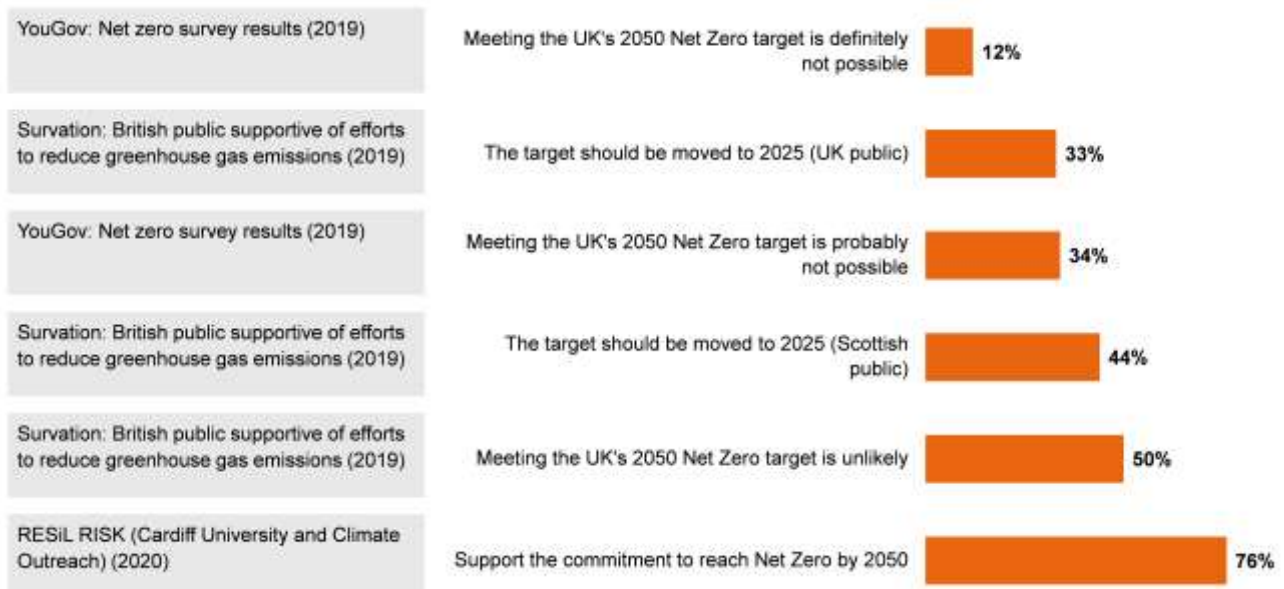 YouGov: Net zero survey results (2019)
Meeting the UK's 2050 Net Zero target is definitely
not possible
12%
Survation: British public supportive of efforts
to reduce greenhouse gas emissions (2019)
The target should be moved to 2025 (UK public)
33%
YouGov: Net zero survey results (2019)
Meeting the UK's 2050 Net Zero target is probably
not possible
34%
Survation: British public supportive of efforts
to reduce greenhouse gas emissions (2019)
The target should be moved to 2025 (Scottish
public)
44%
Survation: British public supportive of efforts
to reduce greenhouse gas emissions (2019)
Meeting the UK's 2050 Net Zero target is unlikely
50%
RESiL RISK (Cardiff University and Climate
Outreach) (2020)
Support the commitment to reach Net Zero by 2050
76%